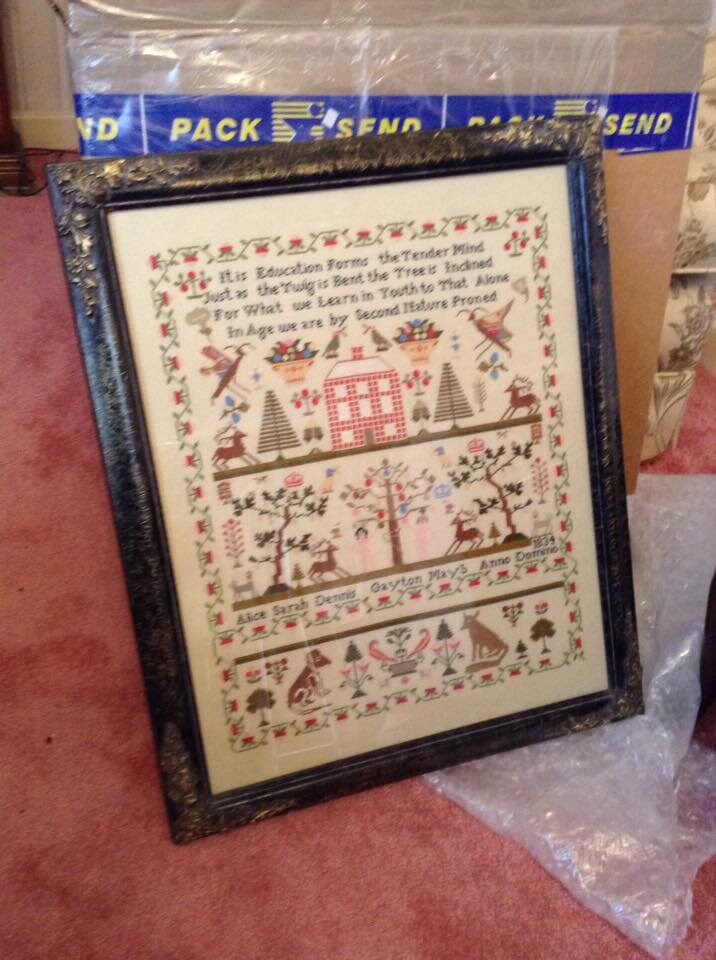 ND PACK SEND PACK SEND
It is Education Forms the Tender Mind
Just as the Twig is Bent the Tree is Inclined
For What we Learn in Youth to That Alone
In Age we are by Second Nature Proned
Alice Sarah Dennis Gayton May 5 Anno Domino 1834